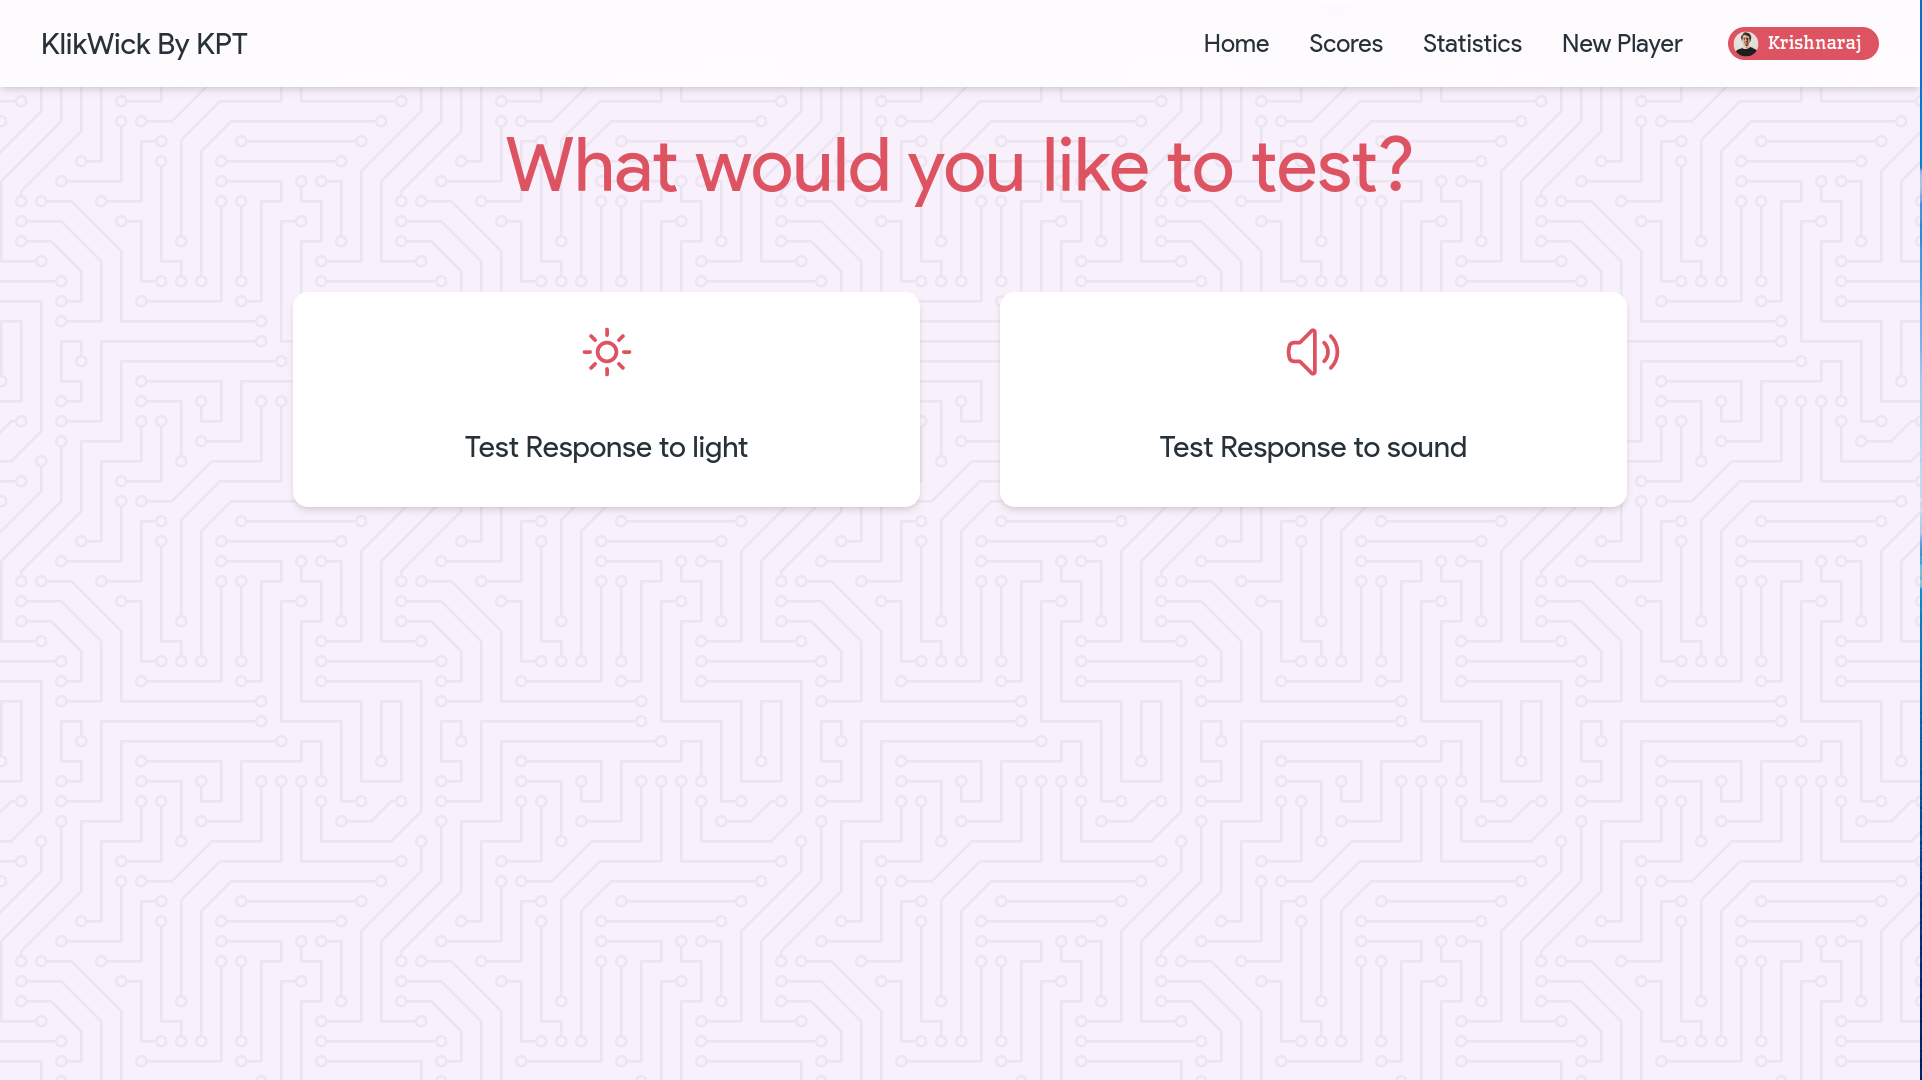 KlikWick By KPT
Home
Scores
Statistics
New Player
Krishnaraj
What would you like to test?
Test Response to light
Test Response to sound